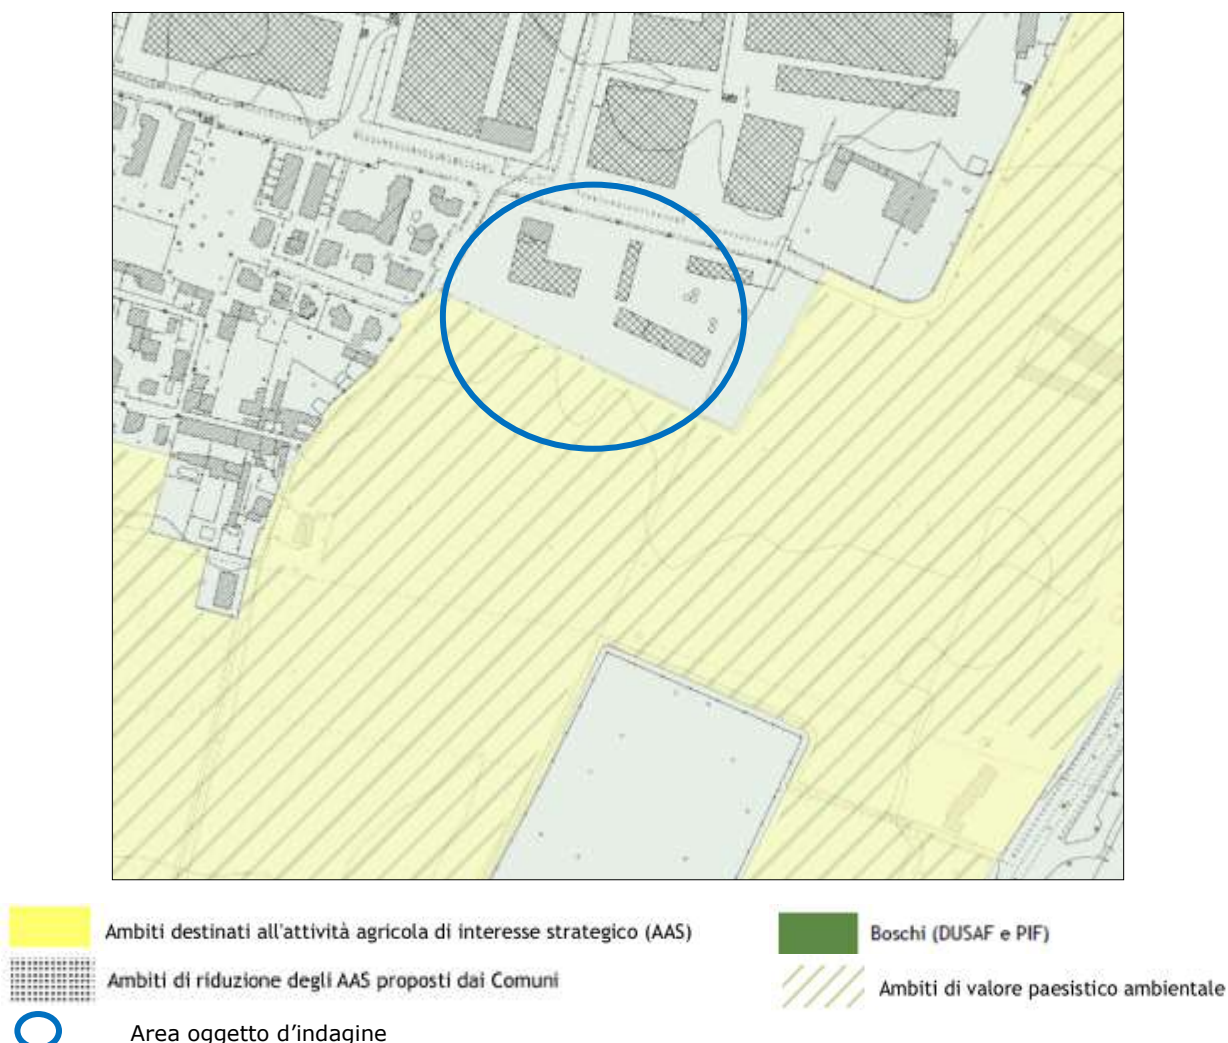 Ambiti destinati all'attività agricola di interesse strategico (AAS)
Boschi (DUSAF e PIF)
Ambiti di riduzione degli AAS proposti dai Comuni
Ambiti di valore paesistico ambientale
Area oggetto d'indagine